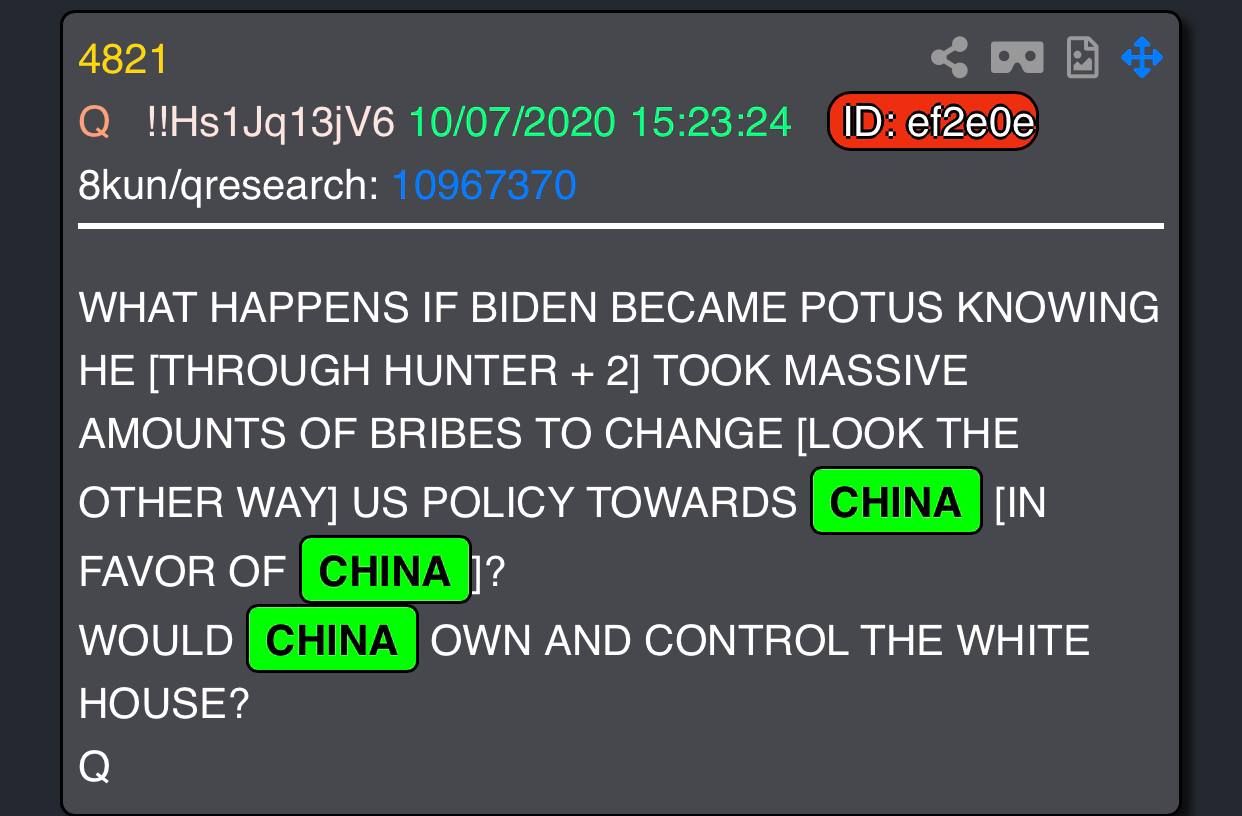 4821
Q !!Hs1Jq13jV6 10/07/2020 15:23:24 ID: ef2e0e
8kun/qresearch: 10967370
WHAT HAPPENS IF BIDEN BECAME POTUS KNOWING
HE [THROUGH HUNTER + 2] TOOK MASSIVE
AMOUNTS OF BRIBES TO CHANGE [LOOK THE
OTHER WAY] US POLICY TOWARDS CHINA [IN
FAVOR OF CHINA]?
WOULD CHINA OWN AND CONTROL THE WHITE
HOUSE?
Q